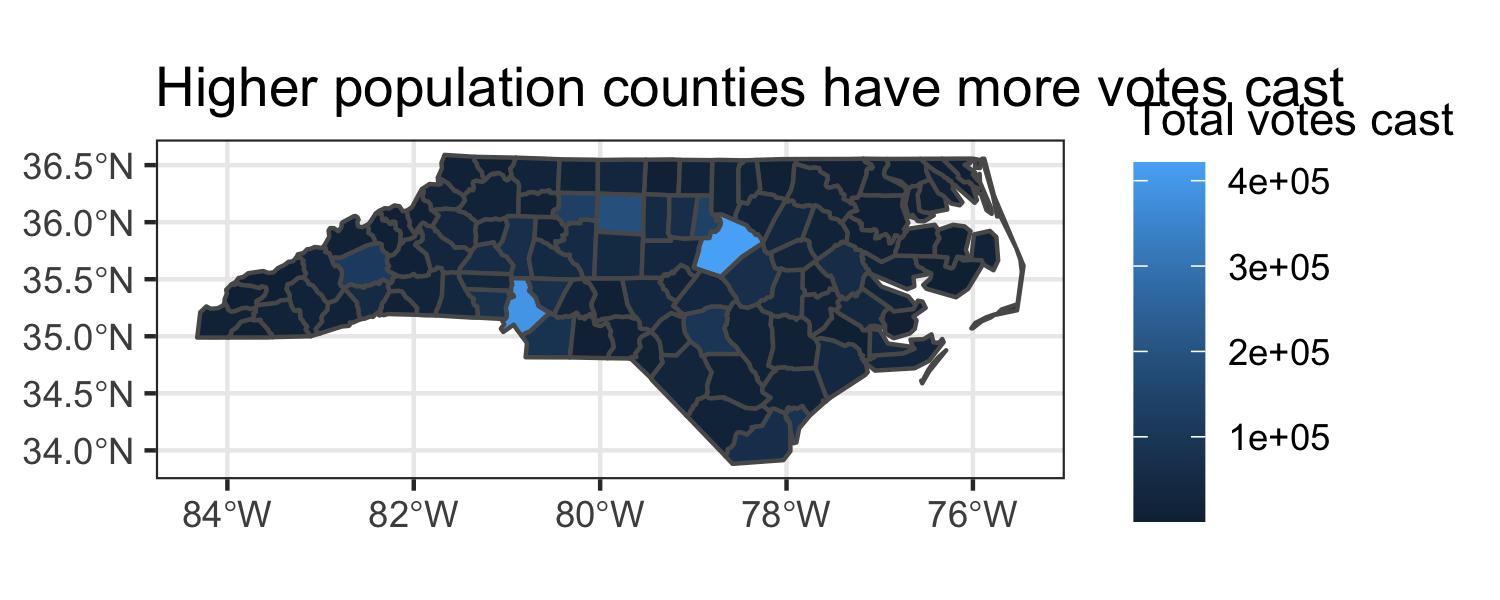 Higher population counties have more votes cast
Total votes cast
36.5°N
36.0°N
35.5°N
35.0°N
34.5°N
34.0°N
84°W
82°W
80°W
78°W
76°W
4e+05
3e+05
2e+05
1e+05